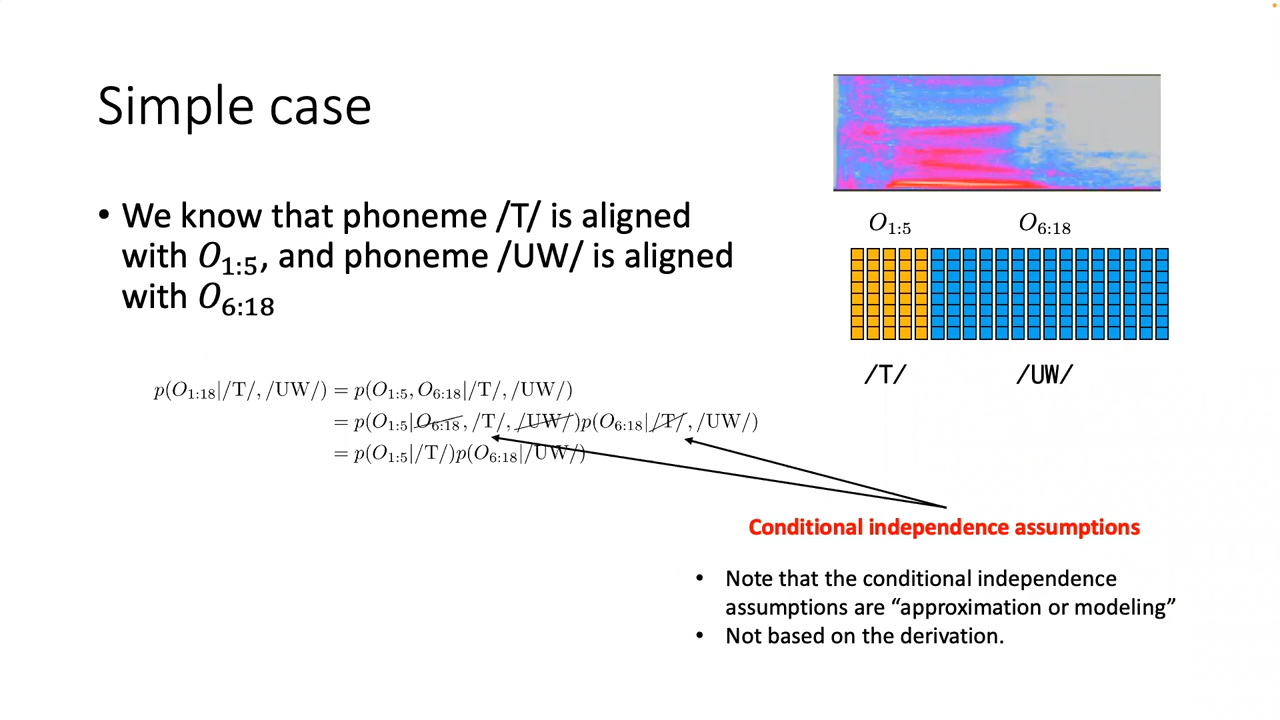 Simple case
• We know that phoneme /T/ is aligned
with O₁:₅, and phoneme /UW/ is aligned
with O₆:₁₈
O₁:₅ O₆:₁₈
/T/ /UW/
p(O₁:₁₈|/T/, /UW/) = p(O₁:₅, O₆:₁₈|/T/, /UW/)
= p(O₁:₅|O₆:₁₈, /T/, /UW/)p(O₆:₁₈|/T/, /UW/)
= p(O₁:₅|/T/)p(O₆:₁₈|/UW/)
Conditional independence assumptions
• Note that the conditional independence
assumptions are “approximation or modeling”
• Not based on the derivation.